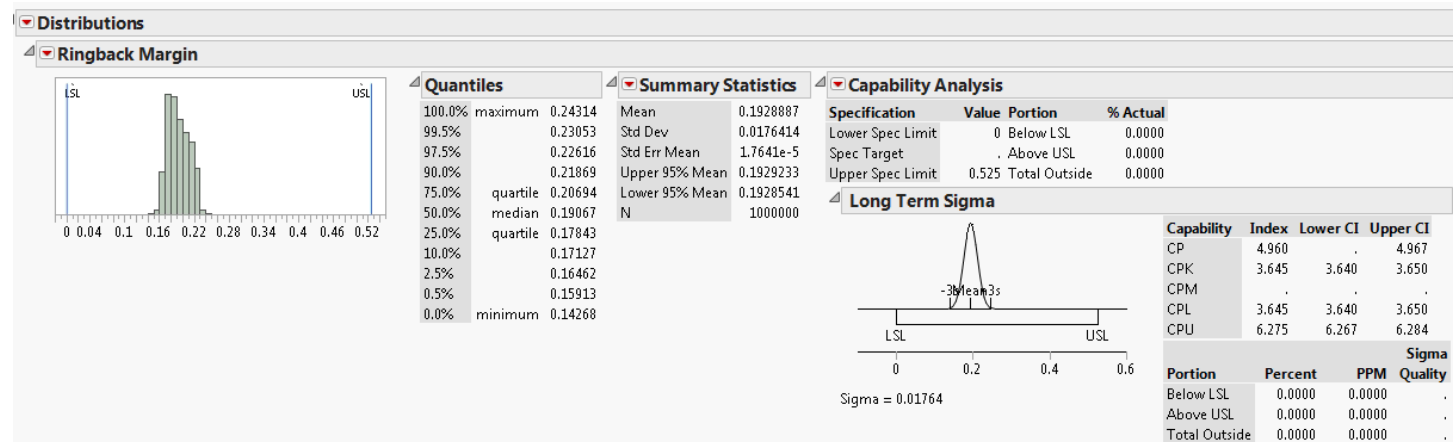 Distributions
Ringback Margin
LSL USL
0 0.04 0.1 0.16 0.22 0.28 0.34 0.4 0.46 0.52
Quantiles
100.0% maximum 0.24314
99.5% 0.23053
97.5% 0.22616
90.0% 0.21869
75.0% quartile 0.20694
50.0% median 0.19067
25.0% quartile 0.17843
10.0% 0.17127
2.5% 0.16462
0.5% 0.15913
0.0% minimum 0.14268
Summary Statistics
Mean 0.1928887
Std Dev 0.0176414
Std Err Mean 1.7641e-5
Upper 95% Mean 0.1929233
Lower 95% Mean 0.1928541
N 1000000
Capability Analysis
Specification Value Portion % Actual
Lower Spec Limit 0 Below LSL 0.0000
Spec Target . Above USL 0.0000
Upper Spec Limit 0.525 Total Outside 0.0000
Long Term Sigma
-3s Mean +3s
LSL USL
0 0.2 0.4 0.6
Sigma = 0.01764
Capability Index Lower CI Upper CI
CP 4.960 . 4.967
CPK 3.645 3.640 3.650
CPM . . .
CPL 3.645 3.640 3.650
CPU 6.275 6.267 6.284
Sigma
Portion Percent PPM Quality
Below LSL 0.0000 0.0000 .
Above USL 0.0000 0.0000 .
Total Outside 0.0000 0.0000 .